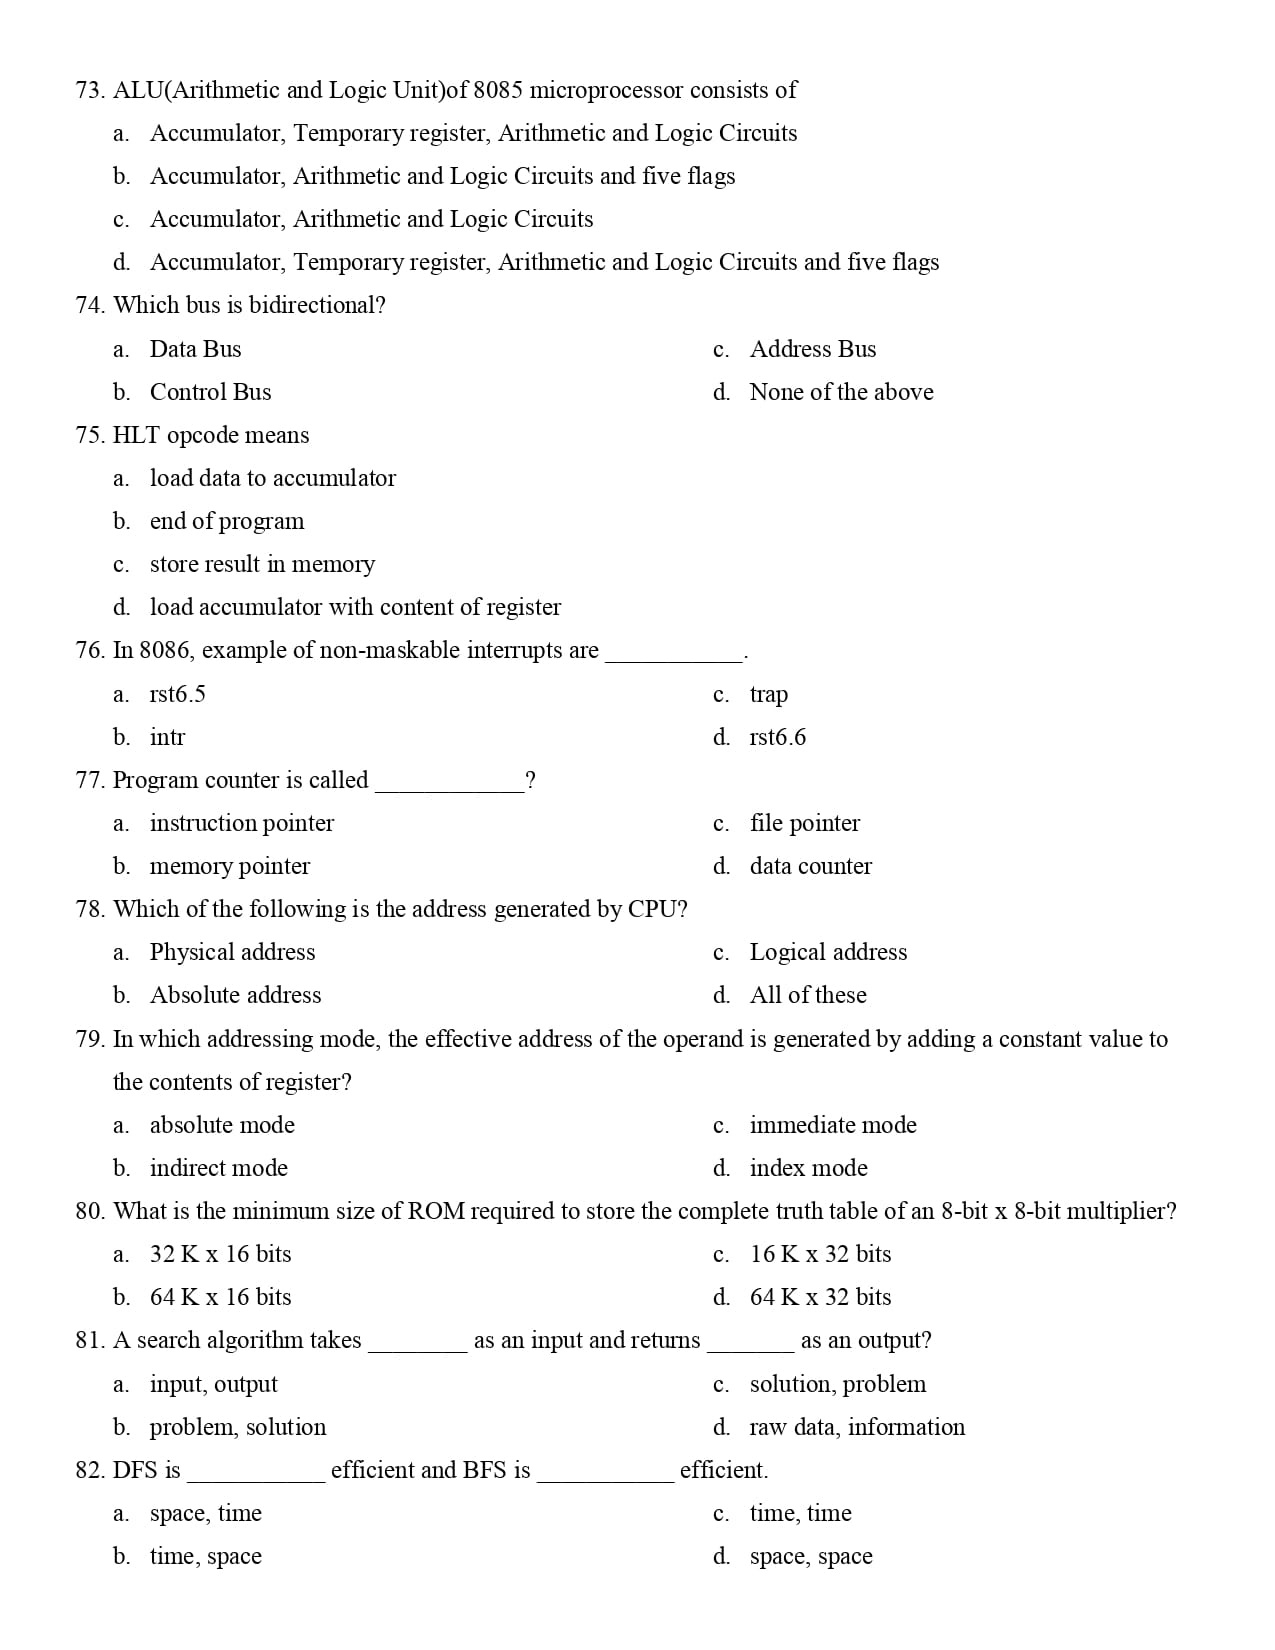 73. ALU(Arithmetic and Logic Unit)of 8085 microprocessor consists of
a. Accumulator, Temporary register, Arithmetic and Logic Circuits
b. Accumulator, Arithmetic and Logic Circuits and five flags
c. Accumulator, Arithmetic and Logic Circuits
d. Accumulator, Temporary register, Arithmetic and Logic Circuits and five flags
74. Which bus is bidirectional?
a. Data Bus
b. Control Bus
c. Address Bus
d. None of the above
75. HLT opcode means
a. load data to accumulator
b. end of program
c. store result in memory
d. load accumulator with content of register
76. In 8086, example of non-maskable interrupts are ___________.
a. rst6.5
b. intr
c. trap
d. rst6.6
77. Program counter is called ____________?
a. instruction pointer
b. memory pointer
c. file pointer
d. data counter
78. Which of the following is the address generated by CPU?
a. Physical address
b. Absolute address
c. Logical address
d. All of these
79. In which addressing mode, the effective address of the operand is generated by adding a constant value to
the contents of register?
a. absolute mode
b. indirect mode
c. immediate mode
d. index mode
80. What is the minimum size of ROM required to store the complete truth table of an 8-bit x 8-bit multiplier?
a. 32 K x 16 bits
b. 64 K x 16 bits
c. 16 K x 32 bits
d. 64 K x 32 bits
81. A search algorithm takes ________ as an input and returns _______ as an output?
a. input, output
b. problem, solution
c. solution, problem
d. raw data, information
82. DFS is ___________ efficient and BFS is ___________ efficient.
a. space, time
b. time, space
c. time, time
d. space, space